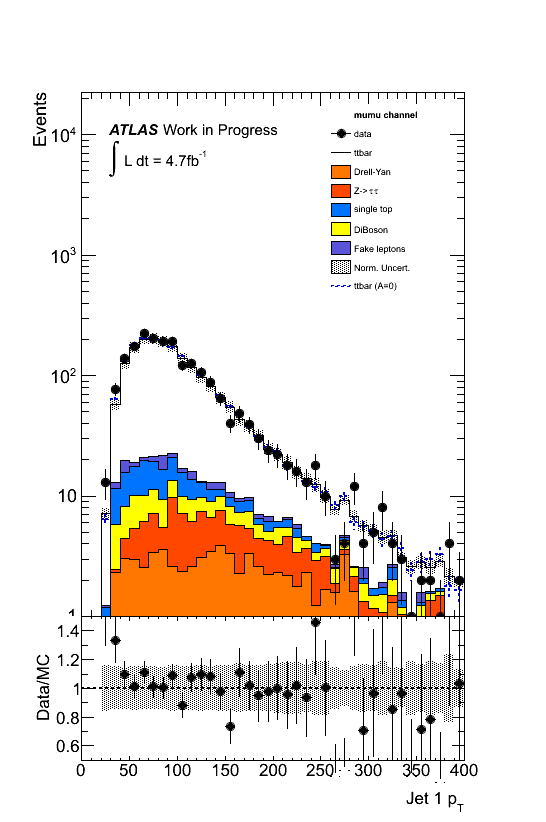 Events
10⁴
10³
10²
10
1
ATLAS Work in Progress
∫ L dt = 4.7fb⁻¹
mumu channel
data
ttbar
Drell-Yan
Z->ττ
single top
DiBoson
Fake leptons
Norm. Uncert.
ttbar (A=0)
Data/MC
1.4
1.2
1
0.8
0.6
0 50 100 150 200 250 300 350 400
Jet 1 p_T